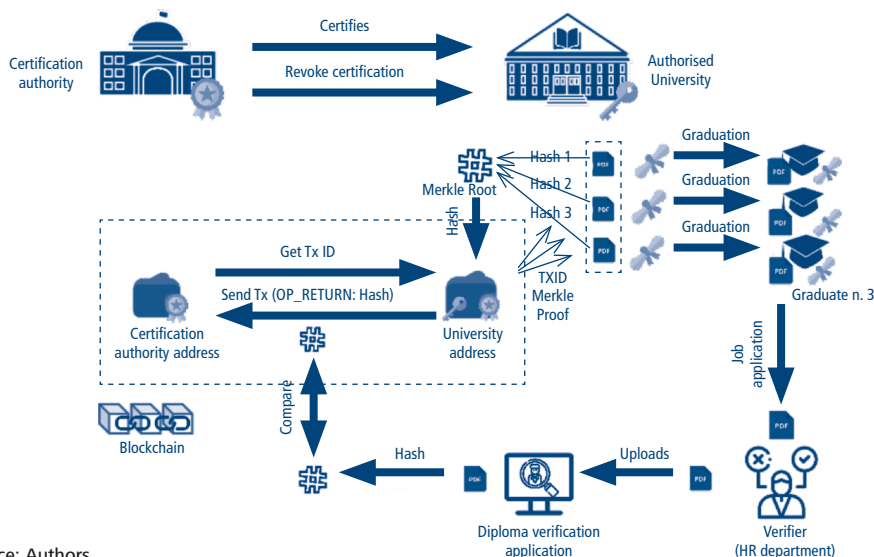 Certifies
Certification
authority
Revoke certification
Authorised
University
Hash 1
Hash 2
Hash 3
PDF
PDF
PDF
Graduation
Graduation
Graduation
PDF
PDF
PDF
Merkle Root
Hash
Graduate n. 3
Get Tx ID
Send Tx (OP_RETURN: Hash)
TXID
Merkle
Proof
Certification
authority address
University
address
Job
application
Blockchain
Compare
PDF
Hash
PDF
Uploads
PDF
Diploma verification
application
Verifier
(HR department)
ce: Authors